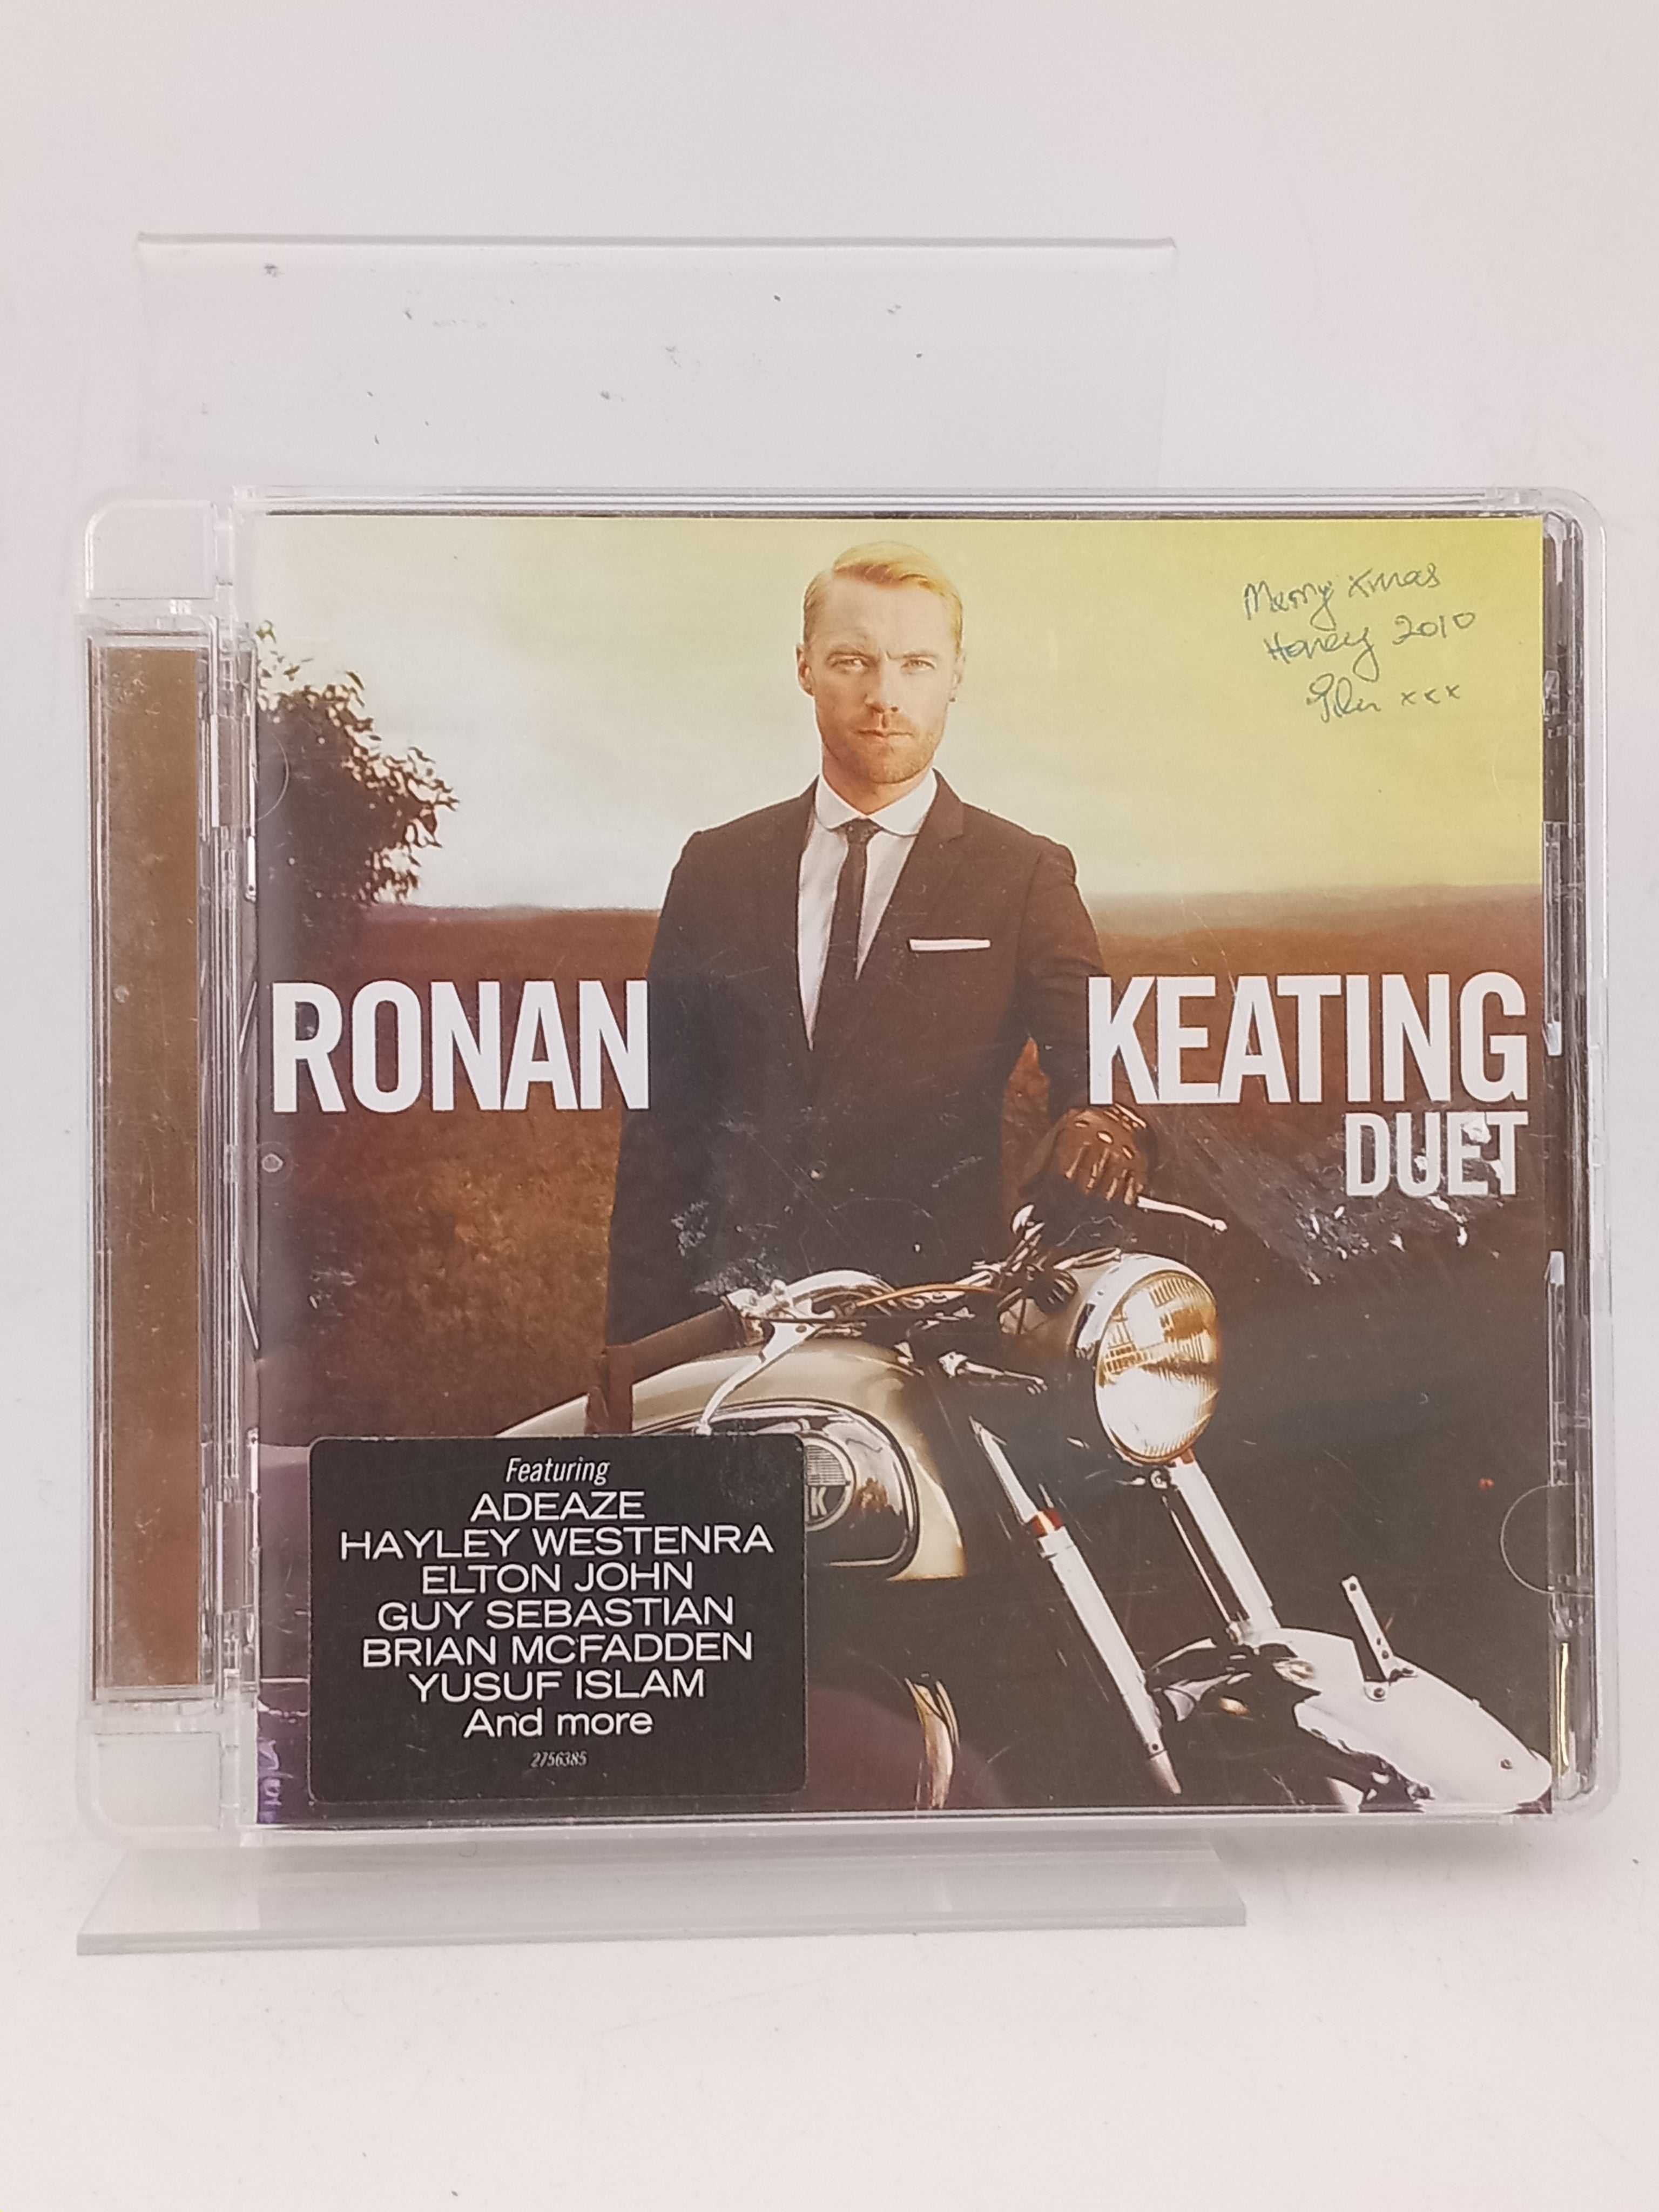 Merry xmas
Honey 2010
xxx
RONAN KEATING
DUET
Featuring
ADEAZE
HAYLEY WESTENRA
ELTON JOHN
GUY SEBASTIAN
BRIAN MCFADDEN
YUSUF ISLAM
And more
2756385